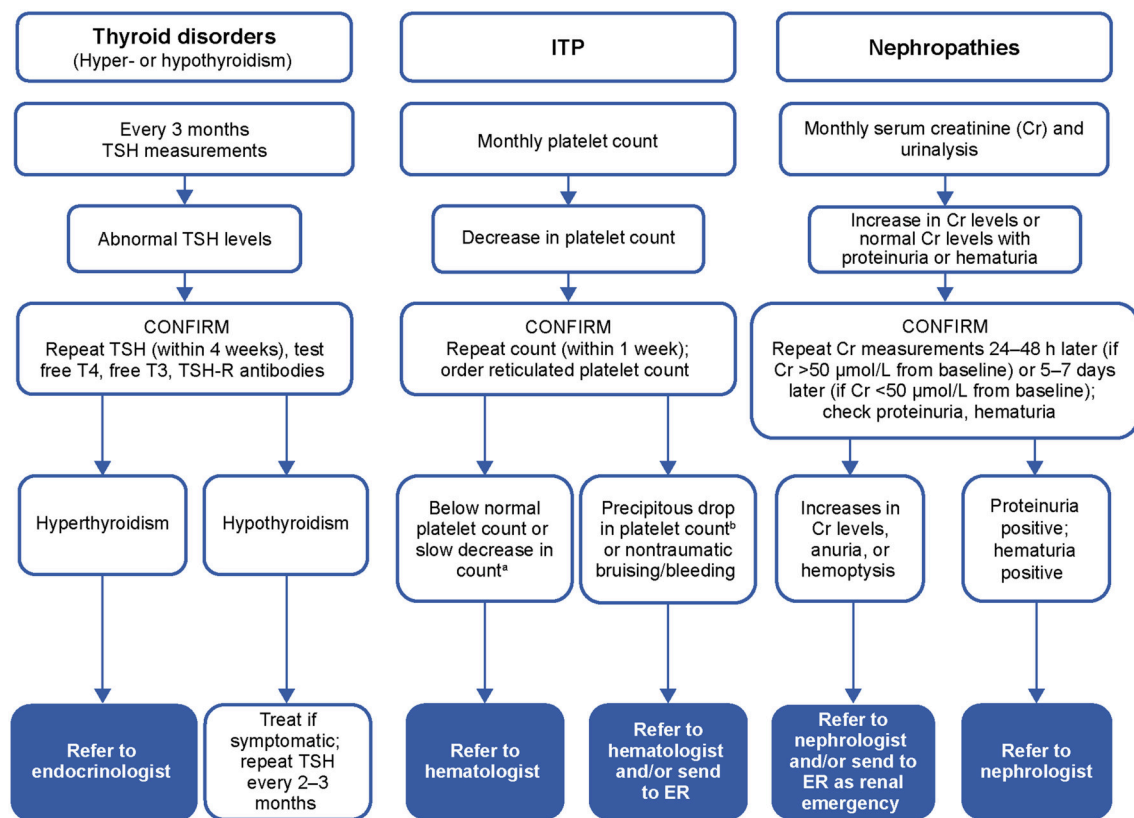 Thyroid disorders
(Hyper- or hypothyroidism)
Every 3 months
TSH measurements
Abnormal TSH levels
CONFIRM
Repeat TSH (within 4 weeks), test
free T4, free T3, TSH-R antibodies
Hyperthyroidism
Hypothyroidism
Refer to
endocrinologist
Treat if
symptomatic;
repeat TSH
every 2–3
months
ITP
Monthly platelet count
Decrease in platelet count
CONFIRM
Repeat count (within 1 week);
order reticulated platelet count
Below normal
platelet count or
slow decrease in
countᵃ
Precipitous drop
in platelet countᵇ
or nontraumatic
bruising/bleeding
Refer to
hematologist
Refer to
hematologist
and/or send
to ER
Nephropathies
Monthly serum creatinine (Cr) and
urinalysis
Increase in Cr levels or
normal Cr levels with
proteinuria or hematuria
CONFIRM
Repeat Cr measurements 24–48 h later (if
Cr >50 µmol/L from baseline) or 5–7 days
later (if Cr <50 µmol/L from baseline);
check proteinuria, hematuria
Increases in
Cr levels,
anuria, or
hemoptysis
Proteinuria
positive;
hematuria
positive
Refer to
nephrologist
and/or send to
ER as renal
emergency
Refer to
nephrologist